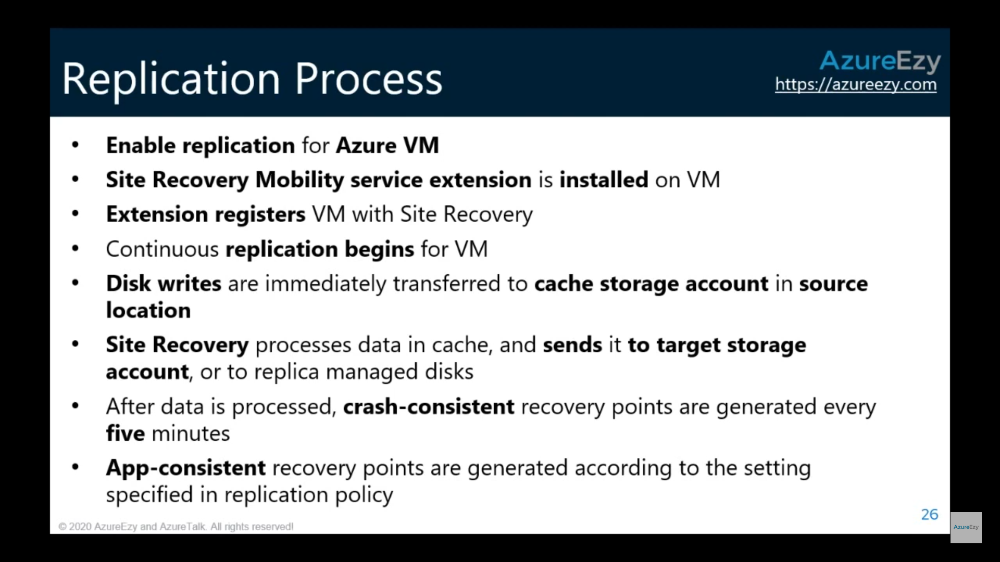 Replication Process
AzureEzy
https://azureezy.com
• Enable replication for Azure VM
• Site Recovery Mobility service extension is installed on VM
• Extension registers VM with Site Recovery
• Continuous replication begins for VM
• Disk writes are immediately transferred to cache storage account in source
location
• Site Recovery processes data in cache, and sends it to target storage
account, or to replica managed disks
• After data is processed, crash-consistent recovery points are generated every
five minutes
• App-consistent recovery points are generated according to the setting
specified in replication policy
26
© 2020 AzureEzy and AzureTalk. All rights reserved!
AzureEzy